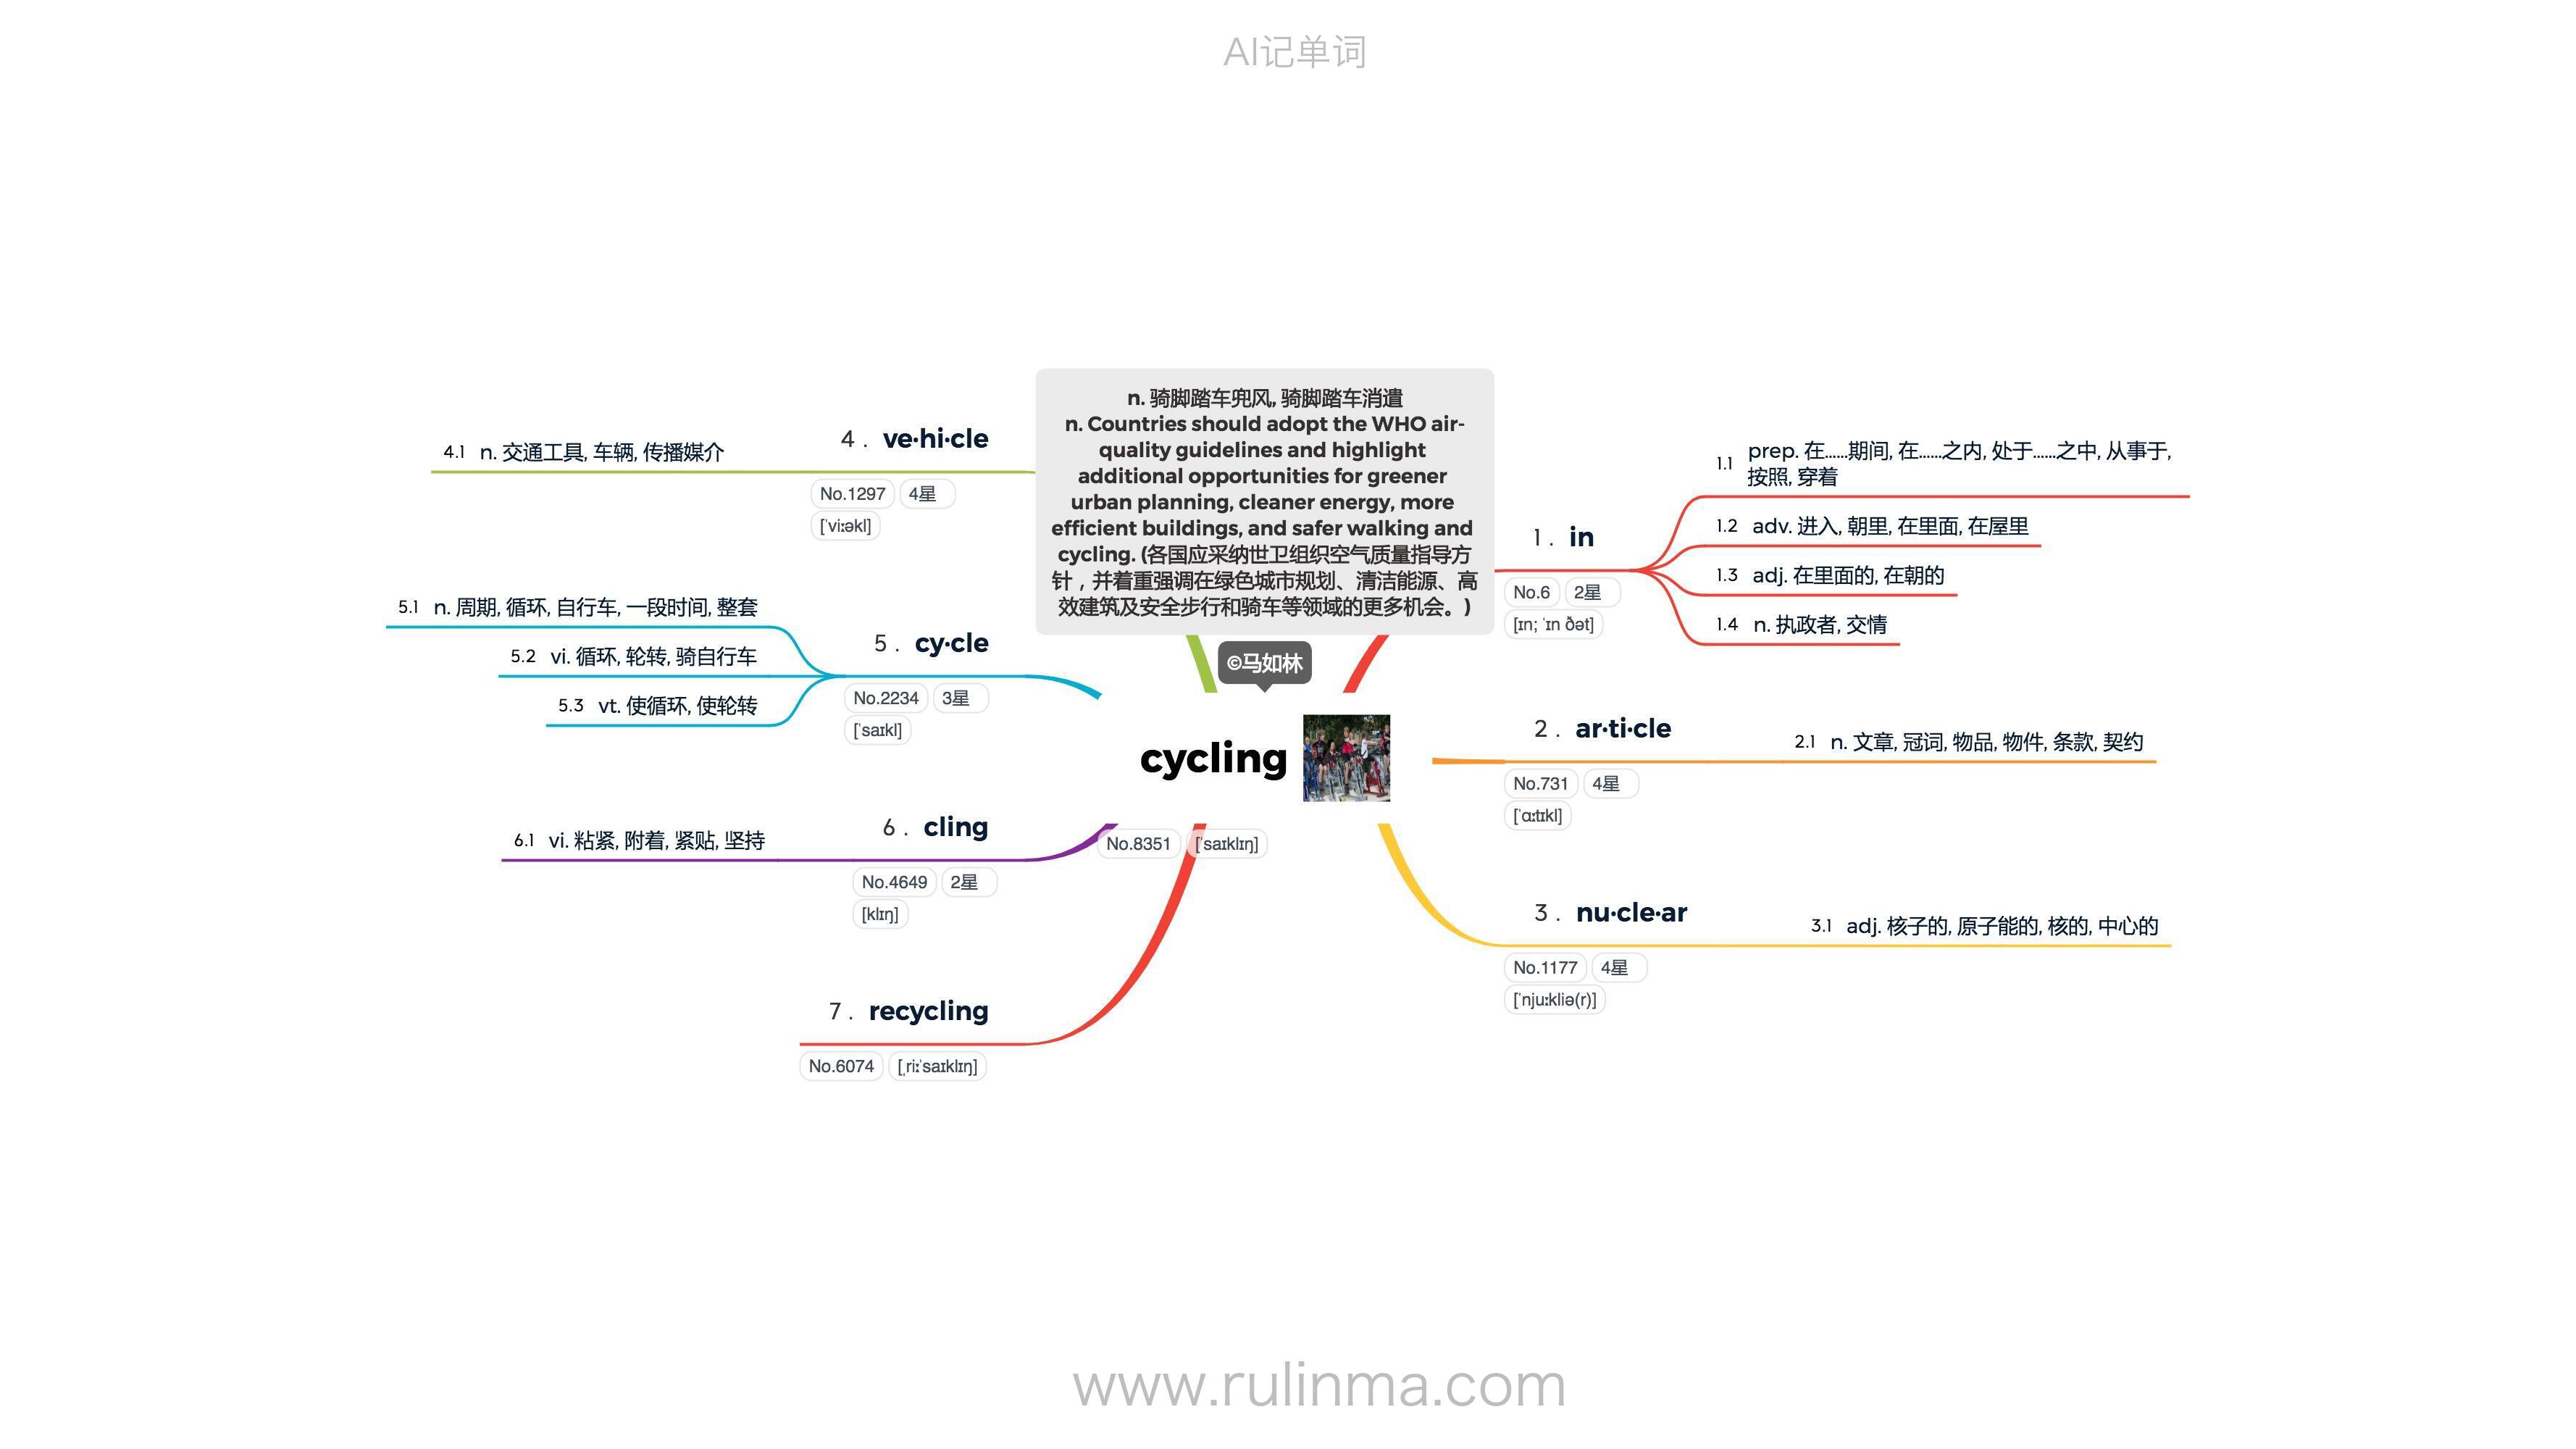 AI记单词
n. 骑脚踏车兜风, 骑脚踏车消遣
n. Countries should adopt the WHO air-
quality guidelines and highlight
additional opportunities for greener
urban planning, cleaner energy, more
efficient buildings, and safer walking and
cycling. (各国应采纳世卫组织空气质量指导方
针，并着重强调在绿色城市规划、清洁能源、高
效建筑及安全步行和骑车等领域的更多机会。)
©马如林
cycling
No.8351 [ˈsaɪklɪŋ]
1 . in
No.6 2星
[ɪn; ˈɪn ðət]
1.1 prep. 在……期间, 在……之内, 处于……之中, 从事于,
按照, 穿着
1.2 adv. 进入, 朝里, 在里面, 在屋里
1.3 adj. 在里面的, 在朝的
1.4 n. 执政者, 交情
2 . ar·ti·cle
No.731 4星
[ˈɑːtɪkl]
2.1 n. 文章, 冠词, 物品, 物件, 条款, 契约
3 . nu·cle·ar
No.1177 4星
[ˈnjuːkliə(r)]
3.1 adj. 核子的, 原子能的, 核的, 中心的
4 . ve·hi·cle
No.1297 4星
[ˈviːəkl]
4.1 n. 交通工具, 车辆, 传播媒介
5 . cy·cle
No.2234 3星
[ˈsaɪkl]
5.1 n. 周期, 循环, 自行车, 一段时间, 整套
5.2 vi. 循环, 轮转, 骑自行车
5.3 vt. 使循环, 使轮转
6 . cling
No.4649 2星
[klɪŋ]
6.1 vi. 粘紧, 附着, 紧贴, 坚持
7 . recycling
No.6074 [ˌriːˈsaɪklɪŋ]
www.rulinma.com